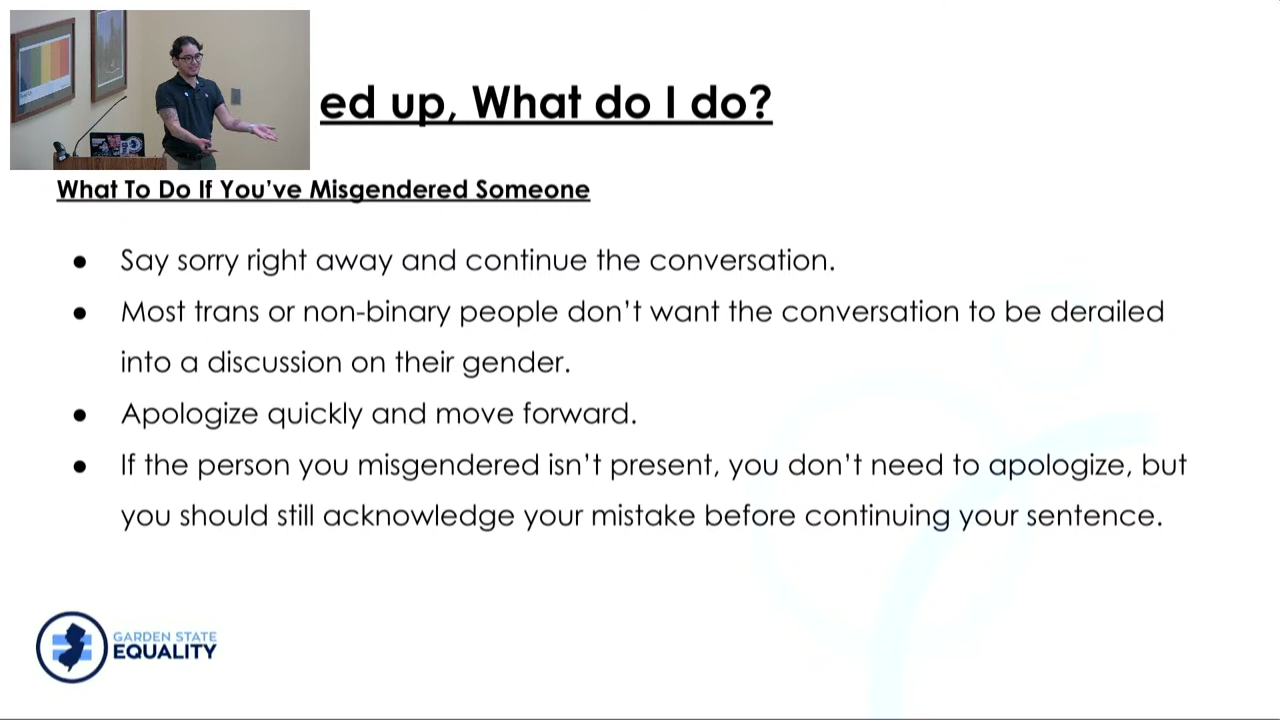 ed up, What do I do?
What To Do If You’ve Misgendered Someone
● Say sorry right away and continue the conversation.
● Most trans or non-binary people don’t want the conversation to be derailed
into a discussion on their gender.
● Apologize quickly and move forward.
● If the person you misgendered isn’t present, you don’t need to apologize, but
you should still acknowledge your mistake before continuing your sentence.
GARDEN STATE
EQUALITY